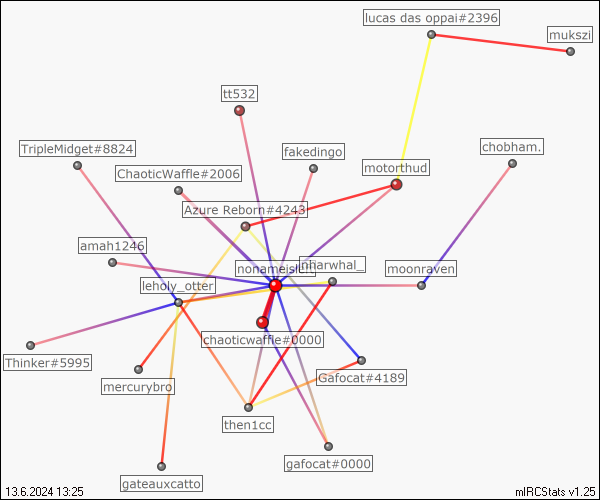 lucas das oppai#2396
mukszi
tt532
TripleMidget#8824
fakedingo
chobham.
ChaoticWaffle#2006
motorthud
Azure Reborn#4243
amah1246
moonraven
leholy_otter
chaoticwaffle#0000
Thinker#5995
mercurybro
Gafocat#4189
then1cc
gafocat#0000
gateauxcatto
13.6.2024 13:25
mIRCStats v1.25